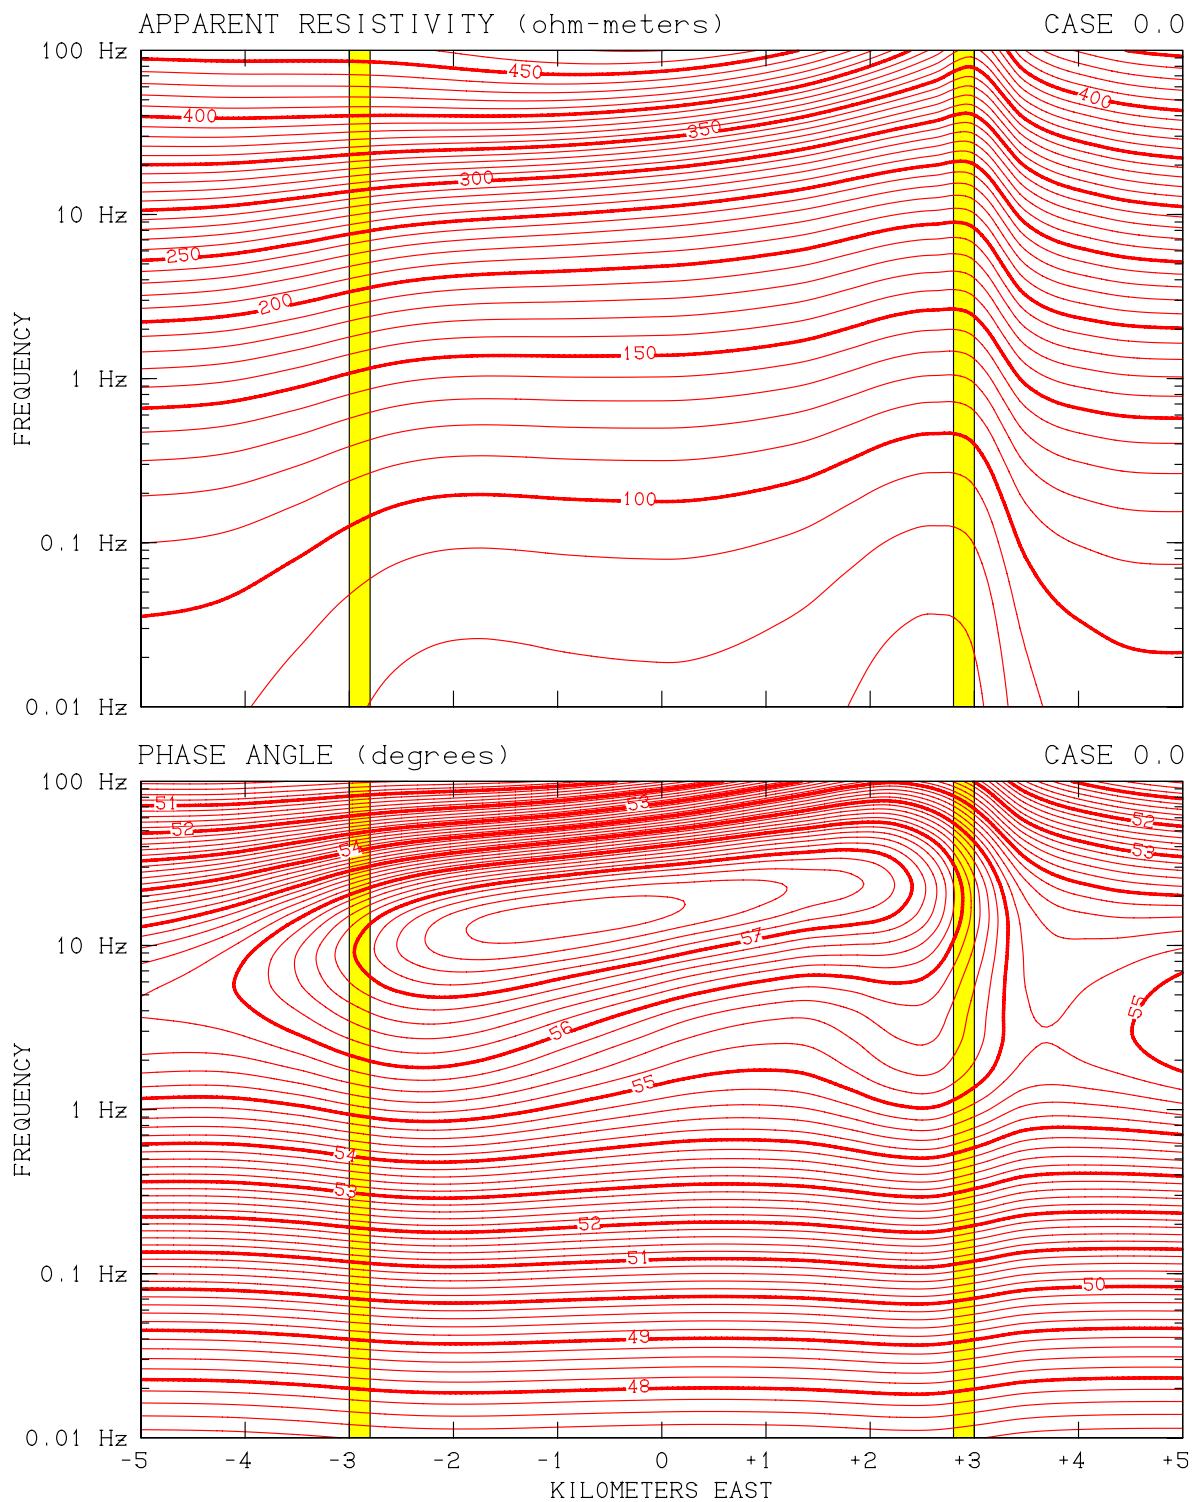 APPARENT RESISTIVITY (ohm-meters) CASE 0.0
100 Hz
450
400
400
350
300
10 Hz
250
200
FREQUENCY
150
1 Hz
100
0.1 Hz
0.01 Hz
PHASE ANGLE (degrees) CASE 0.0
100 Hz
51
53
52
52
54
53
10 Hz
57
55
56
FREQUENCY
55
1 Hz
54
53
52
51
0.1 Hz
50
49
48
0.01 Hz
-5 -4 -3 -2 -1 0 +1 +2 +3 +4 +5
KILOMETERS EAST